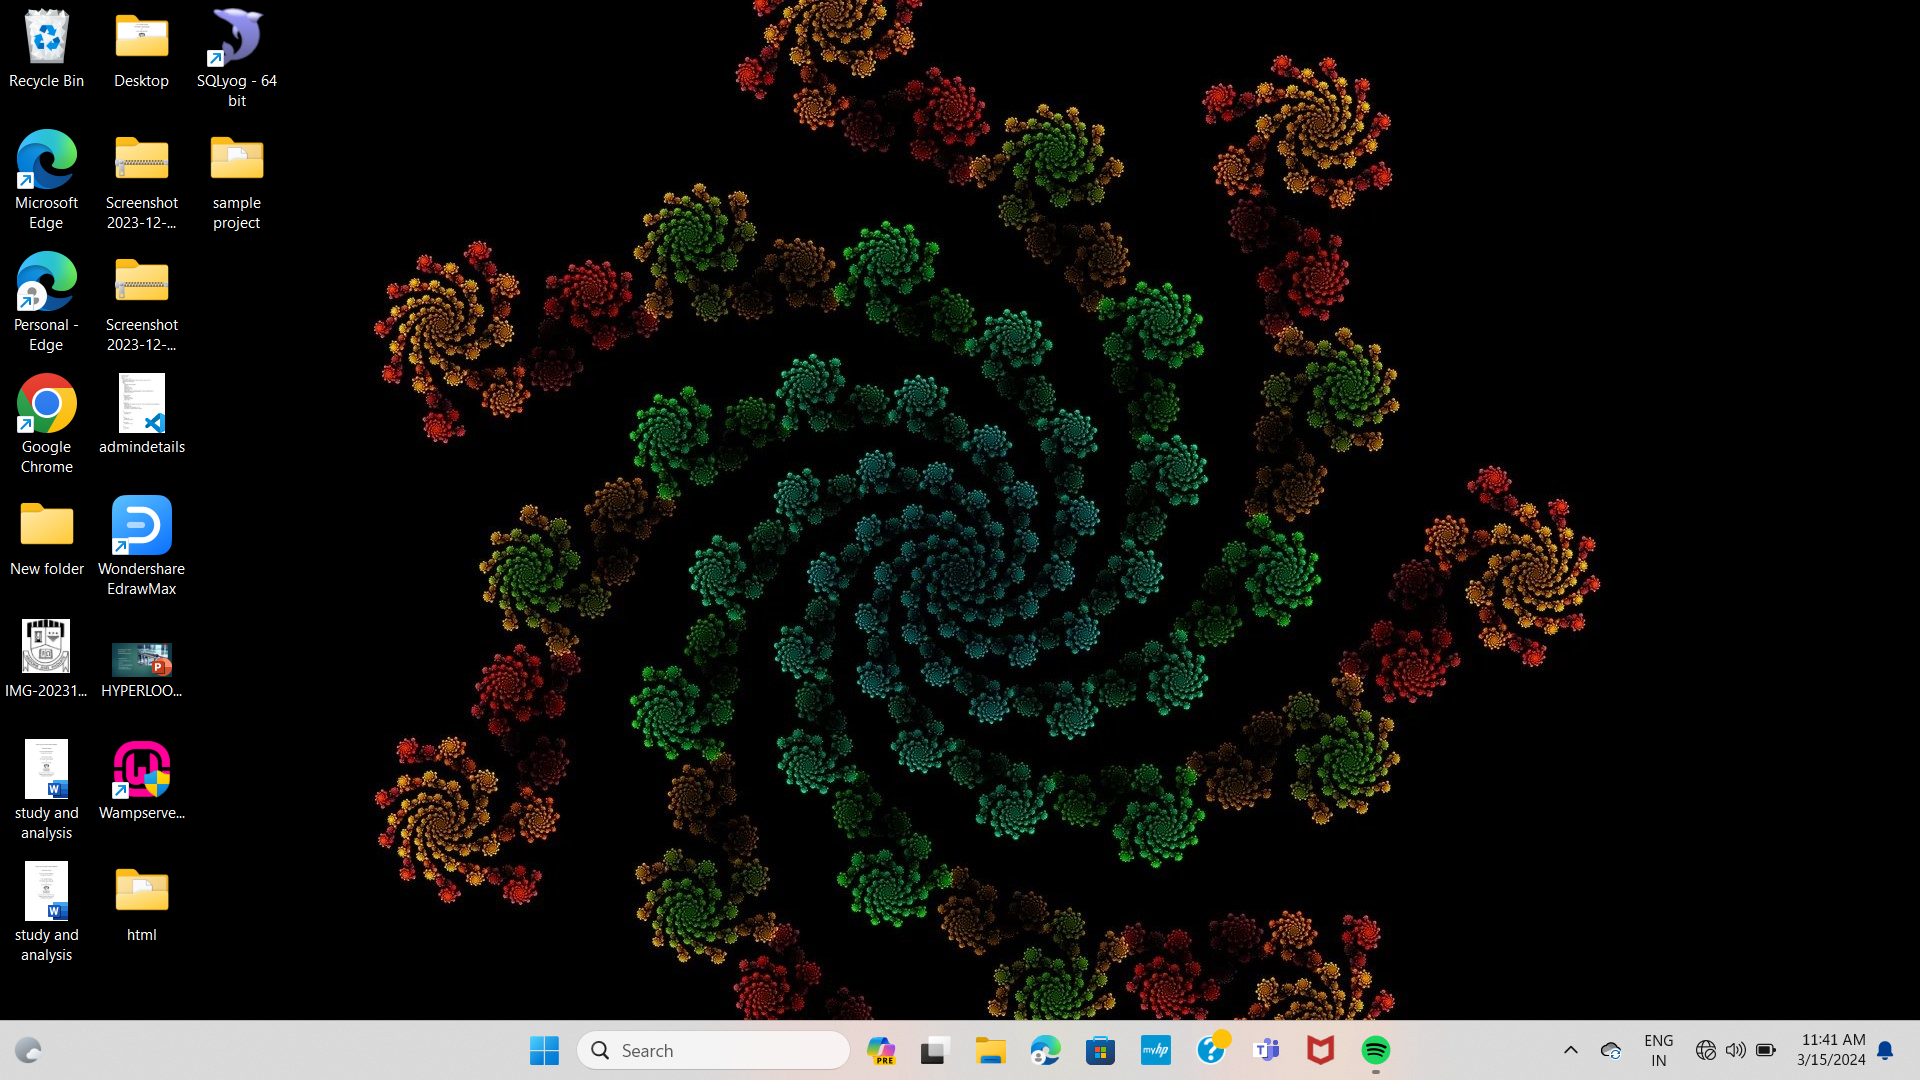 Recycle Bin
Desktop
SQLyog - 64
bit
Microsoft
Edge
Screenshot
2023-12-...
sample
project
Personal -
Edge
Screenshot
2023-12-...
Google
Chrome
admindetails
New folder
Wondershare
EdrawMax
IMG-20231...
HYPERLOO...
study and
analysis
Wampserve...
study and
analysis
html
Search
PRE
myhp
ENG
IN
11:41 AM
3/15/2024